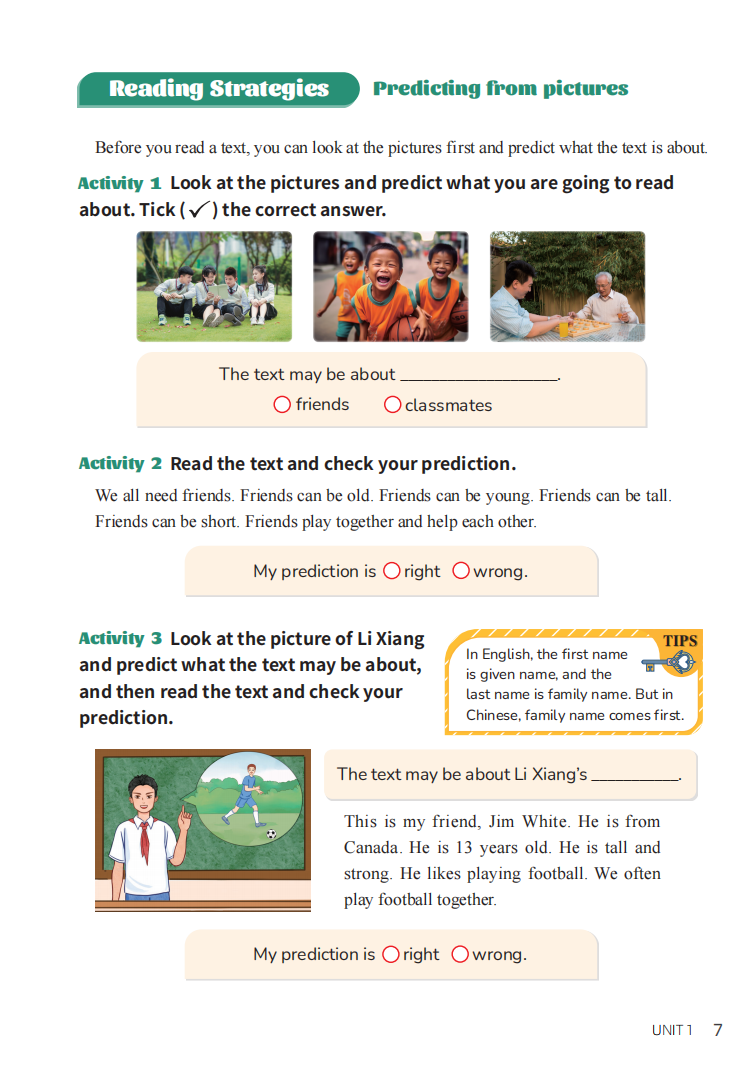 Reading Strategies Predicting from pictures
Before you read a text, you can look at the pictures first and predict what the text is about.
Activity 1 Look at the pictures and predict what you are going to read
about. Tick (✓) the correct answer.
The text may be about ____________________.
friends classmates
Activity 2 Read the text and check your prediction.
We all need friends. Friends can be old. Friends can be young. Friends can be tall.
Friends can be short. Friends play together and help each other.
My prediction is right wrong.
Activity 3 Look at the picture of Li Xiang
and predict what the text may be about,
and then read the text and check your
prediction.
TIPS
In English, the first name
is given name, and the
last name is family name. But in
Chinese, family name comes first.
The text may be about Li Xiang's ___________.
This is my friend, Jim White. He is from
Canada. He is 13 years old. He is tall and
strong. He likes playing football. We often
play football together.
My prediction is right wrong.
UNIT 1 7